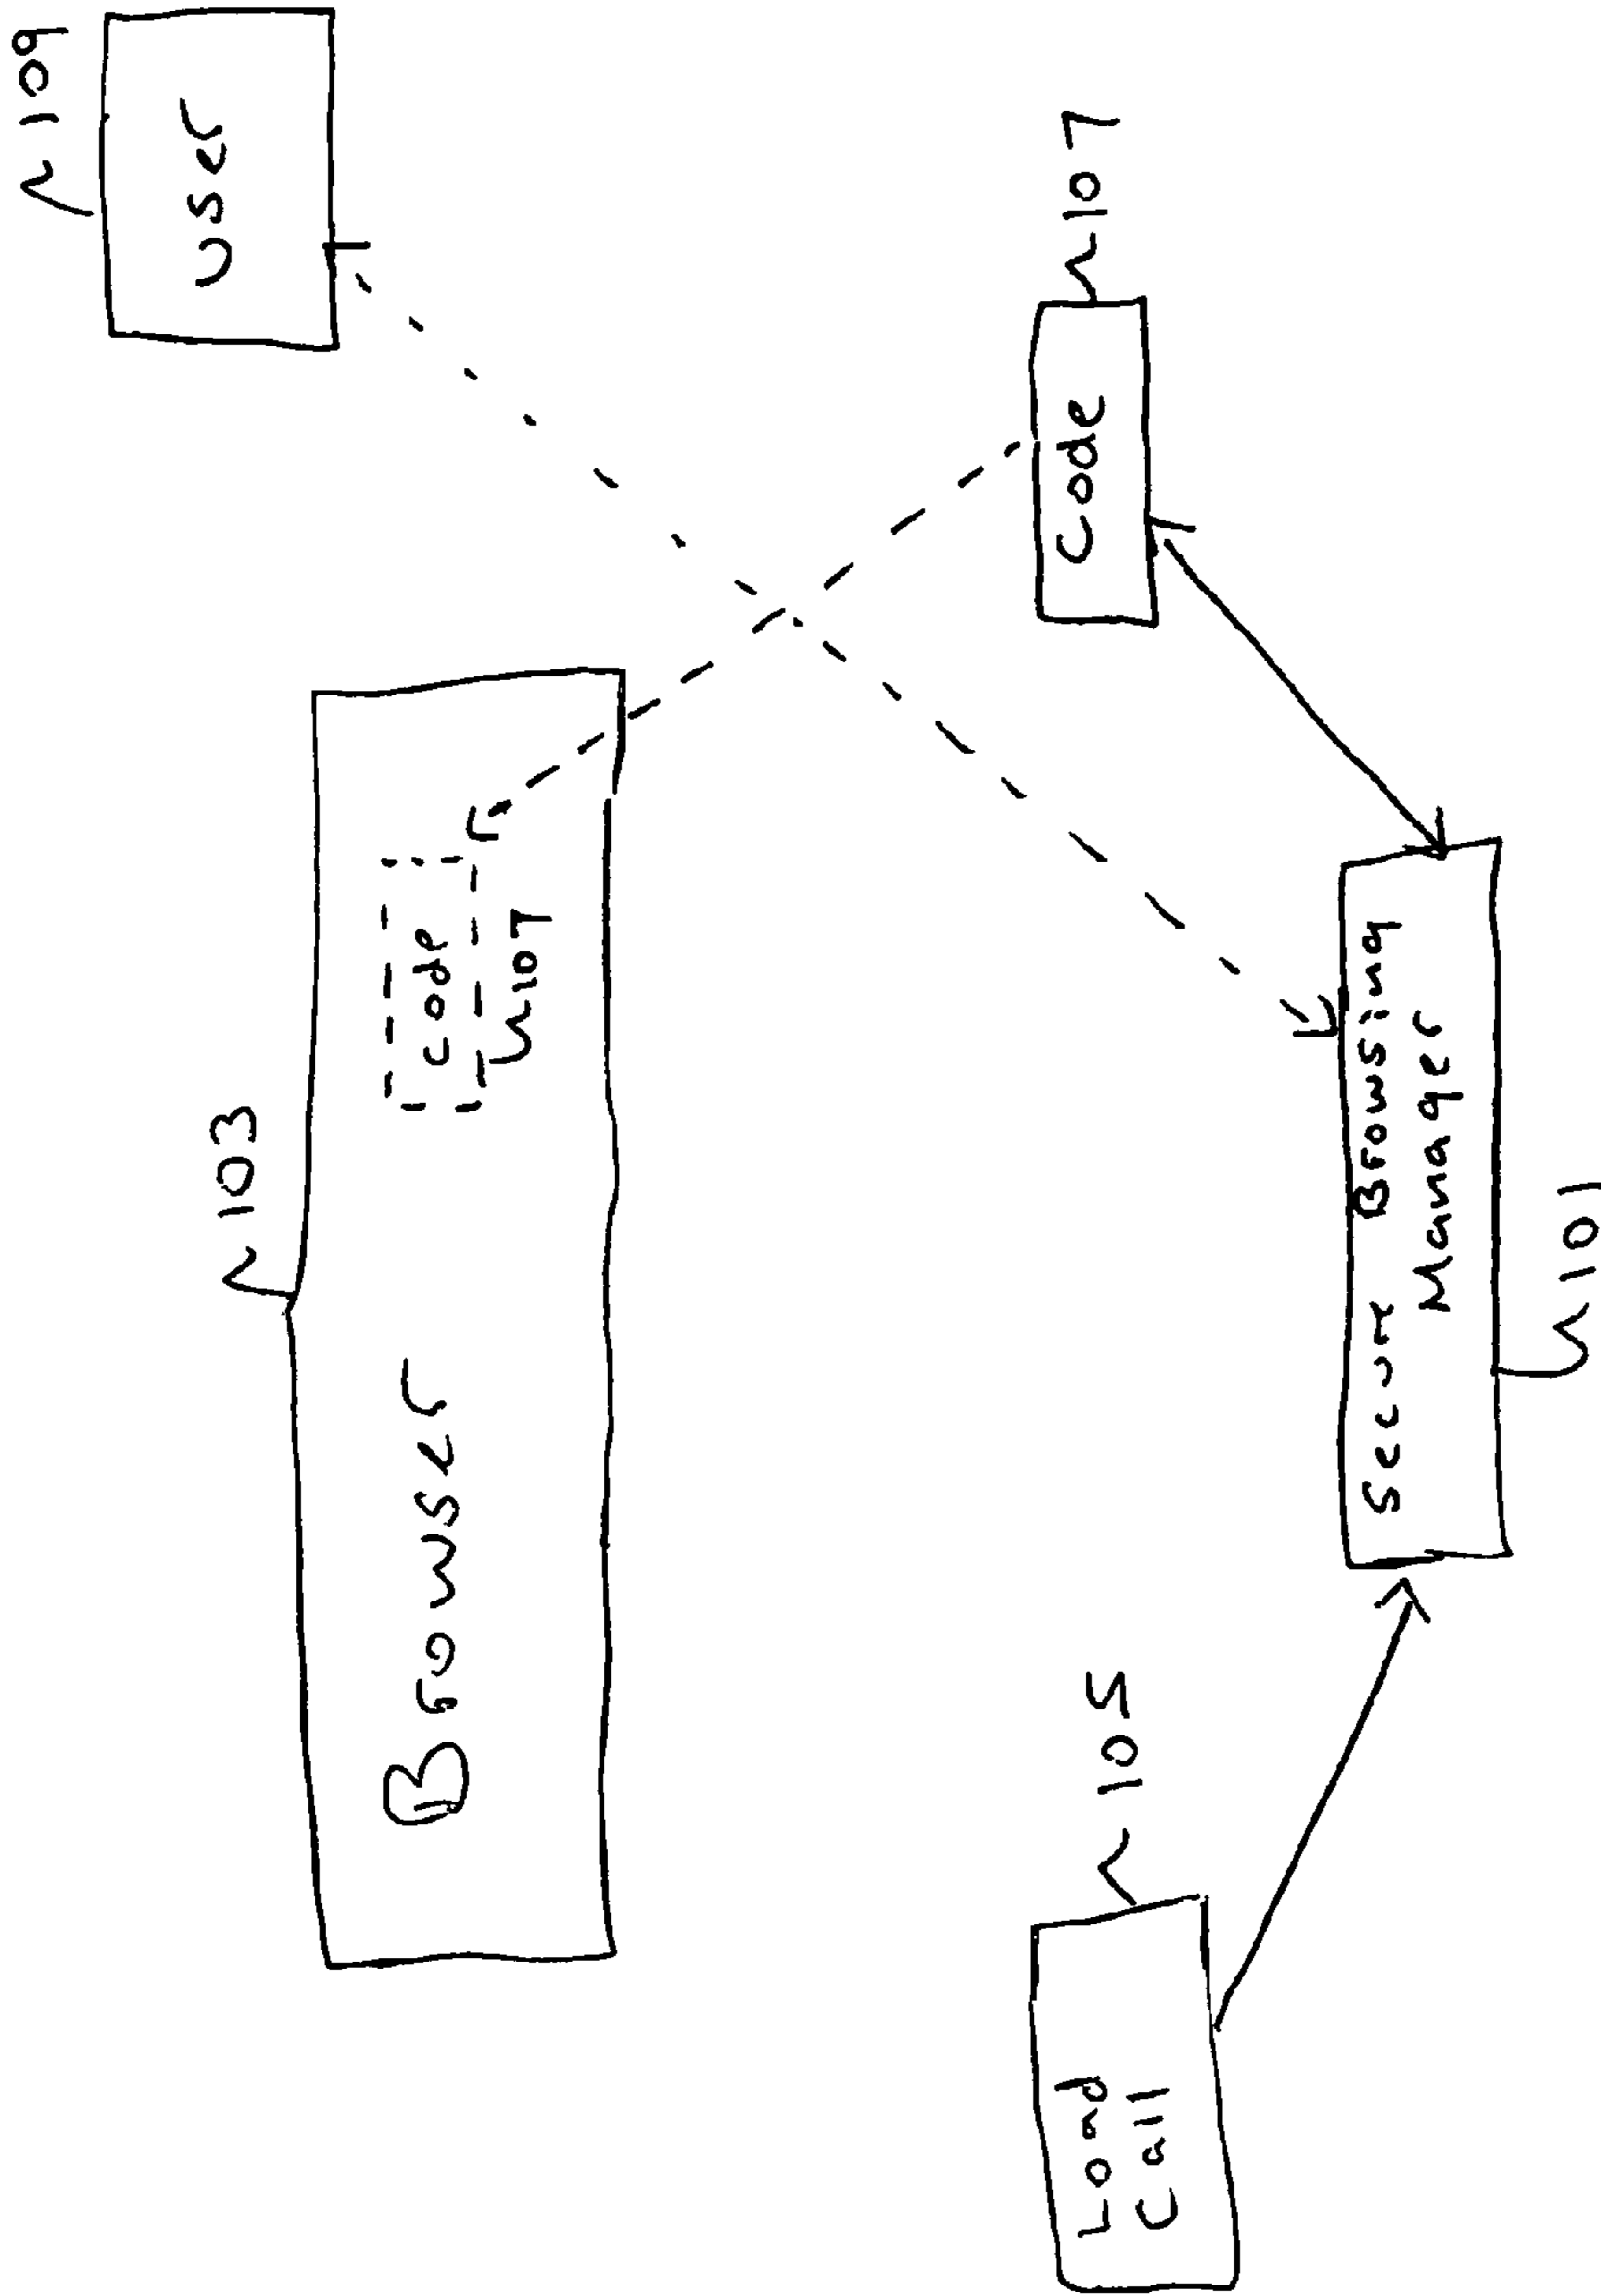 109
User
103
Browser
code
107
105
Load
Call
Code
107
Secure Browsing
Manager
101